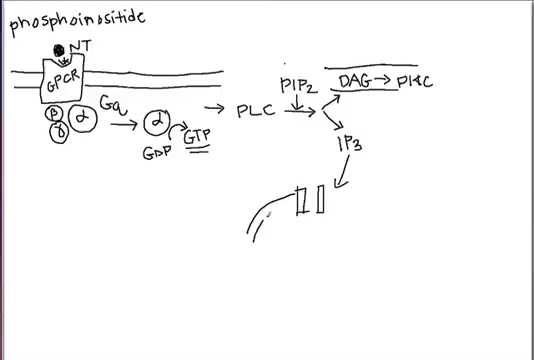 phosphoinositide
NT
GPCR
β
γ
α
Gq
α
GDP
GTP
PLC
PIP2
DAG → PKC
IP3